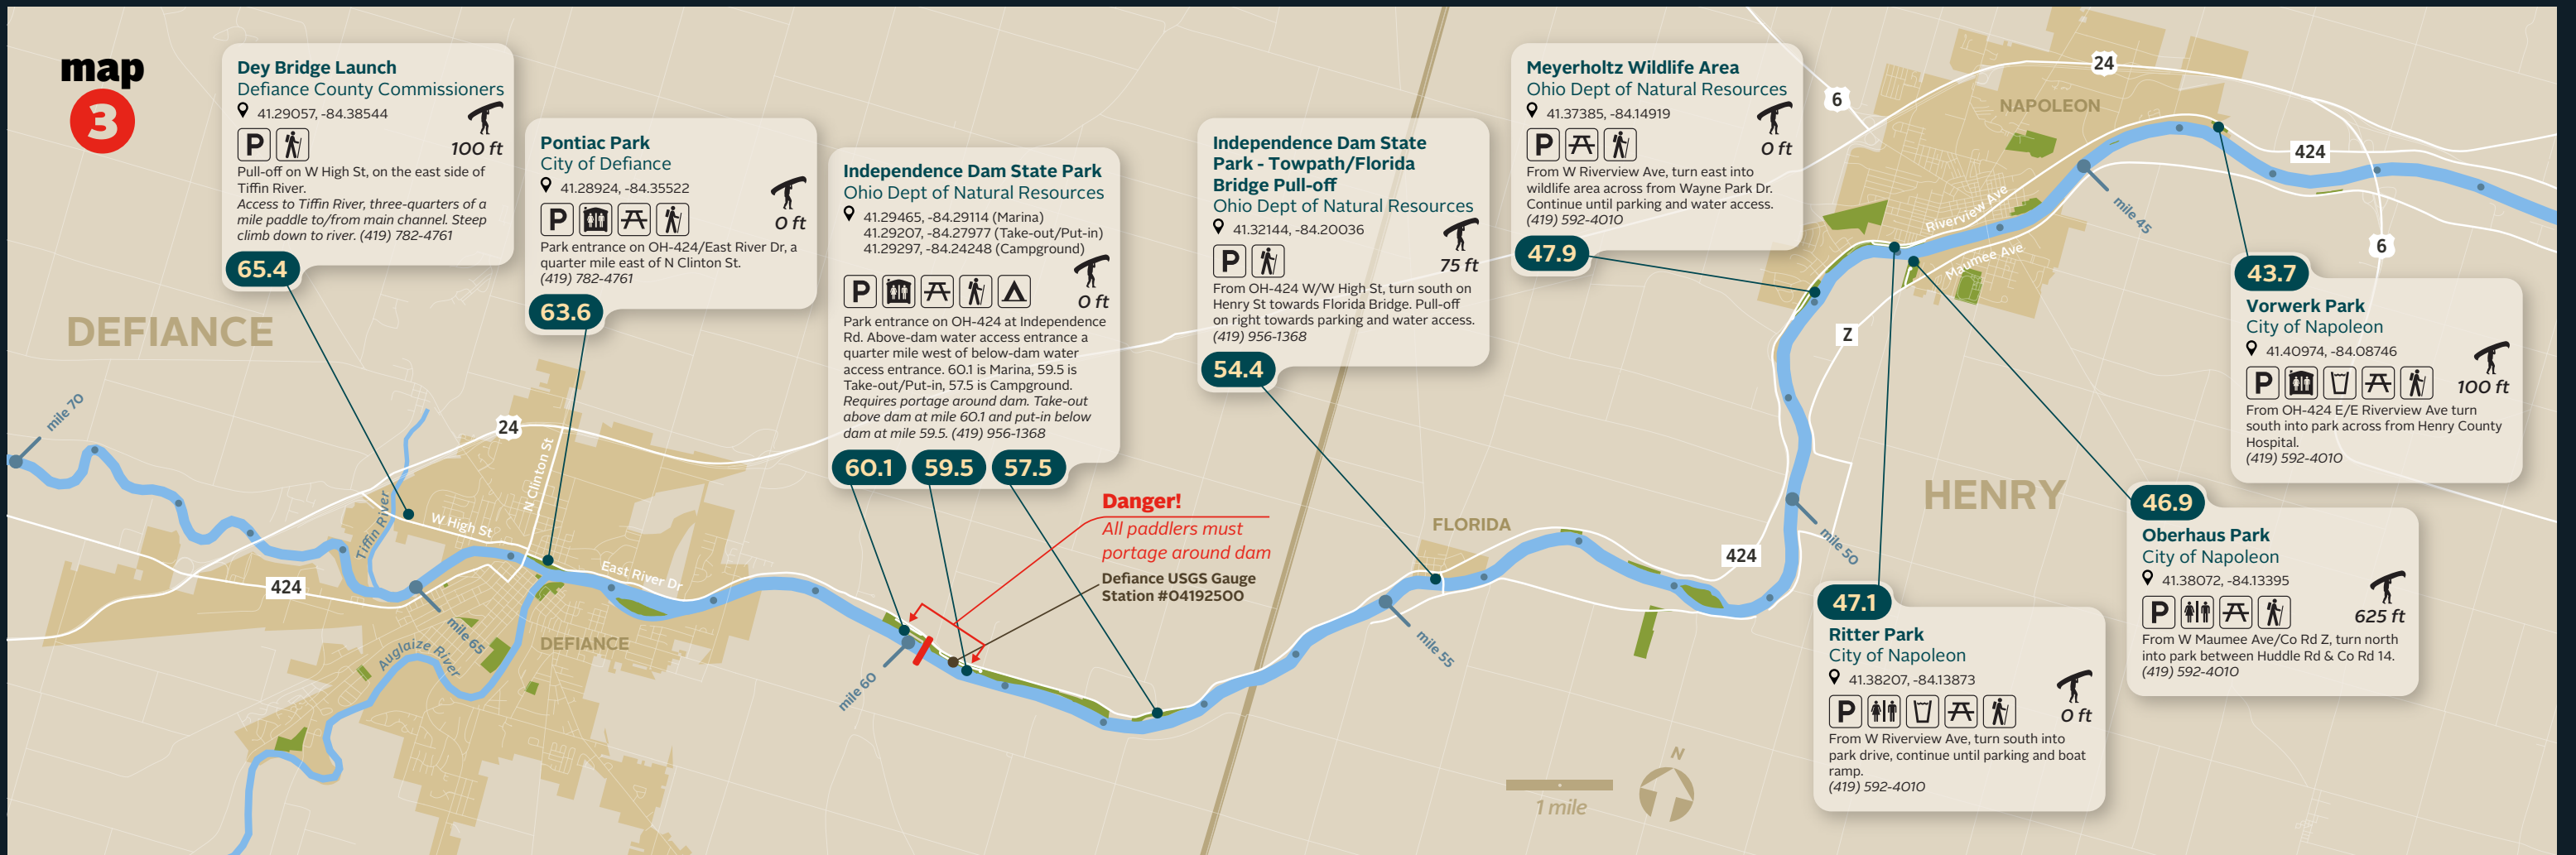 map
3
Dey Bridge Launch
Defiance County Commissioners
41.29057, -84.38544
P
100 ft
Pull-off on W High St, on the east side of
Tiffin River.
Access to Tiffin River, three-quarters of a
mile paddle to/from main channel. Steep
climb down to river. (419) 782-4761
65.4
Pontiac Park
City of Defiance
41.28924, -84.35522
P
0 ft
Park entrance on OH-424/East River Dr, a
quarter mile east of N Clinton St.
(419) 782-4761
63.6
Independence Dam State Park
Ohio Dept of Natural Resources
41.29465, -84.29114 (Marina)
41.29207, -84.27977 (Take-out/Put-in)
41.29297, -84.24248 (Campground)
P
0 ft
Park entrance on OH-424 at Independence
Rd. Above-dam water access entrance a
quarter mile west of below-dam water
access entrance. 60.1 is Marina, 59.5 is
Take-out/Put-in, 57.5 is Campground.
Requires portage around dam. Take-out
above dam at mile 60.1 and put-in below
dam at mile 59.5. (419) 956-1368
60.1
59.5
57.5
Independence Dam State
Park - Towpath/Florida
Bridge Pull-off
Ohio Dept of Natural Resources
41.32144, -84.20036
P
75 ft
From OH-424 W/W High St, turn south on
Henry St towards Florida Bridge. Pull-off
on right towards parking and water access.
(419) 956-1368
54.4
Meyerholtz Wildlife Area
Ohio Dept of Natural Resources
41.37385, -84.14919
P
0 ft
From W Riverview Ave, turn east into
wildlife area across from Wayne Park Dr.
Continue until parking and water access.
(419) 592-4010
47.9
43.7
Vorwerk Park
City of Napoleon
41.40974, -84.08746
P
100 ft
From OH-424 E/E Riverview Ave turn
south into park across from Henry County
Hospital.
(419) 592-4010
46.9
Oberhaus Park
City of Napoleon
41.38072, -84.13395
P
625 ft
From W Maumee Ave/Co Rd Z, turn north
into park between Huddle Rd & Co Rd 14.
(419) 592-4010
47.1
Ritter Park
City of Napoleon
41.38207, -84.13873
P
0 ft
From W Riverview Ave, turn south into
park drive, continue until parking and boat
ramp.
(419) 592-4010
DEFIANCE
mile 70
24
N Clinton St
Tiffin River
W High St
424
mile 65
Auglaize River
DEFIANCE
East River Dr
mile 60
Danger!
All paddlers must
portage around dam
Defiance USGS Gauge
Station #04192500
FLORIDA
mile 55
424
mile 50
HENRY
Z
6
24
NAPOLEON
Riverview Ave
Maumee Ave
mile 45
424
6
1 mile
N